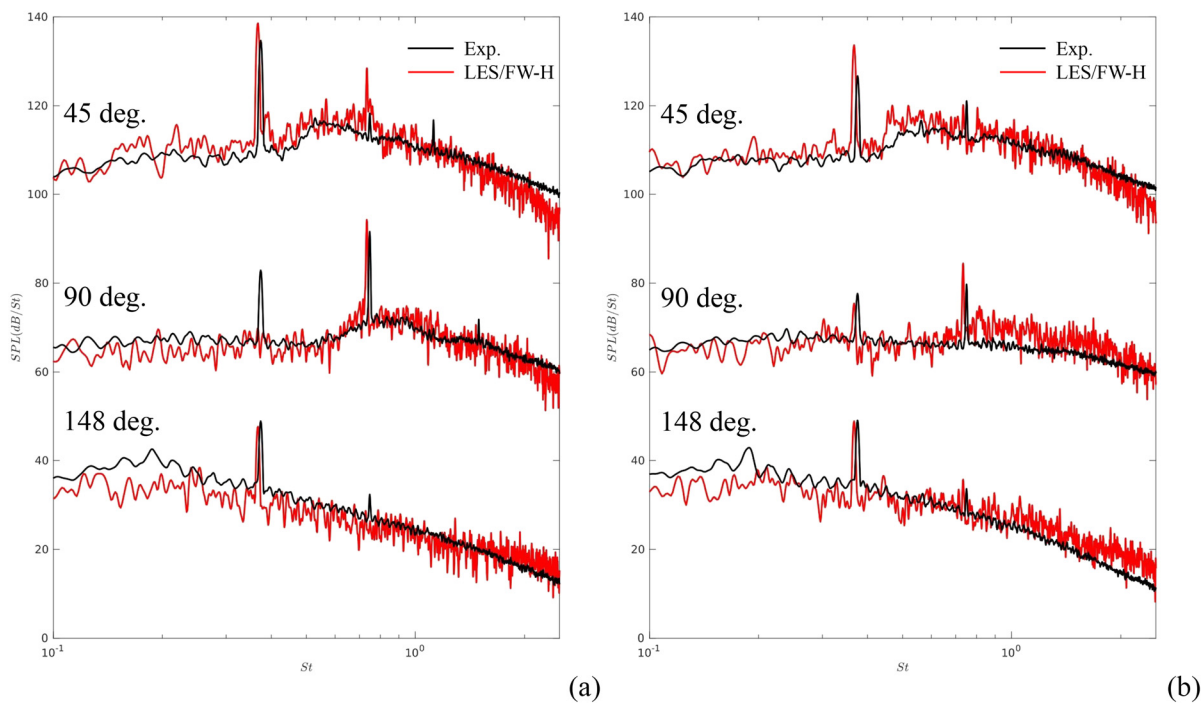 140
120
100
80
60
40
20
0
SPL(dB/St)
45 deg.
90 deg.
148 deg.
Exp.
LES/FW-H
10-1
100
St
(a)
140
120
100
80
60
40
20
0
SPL(dB/St)
45 deg.
90 deg.
148 deg.
Exp.
LES/FW-H
10-1
100
St
(b)